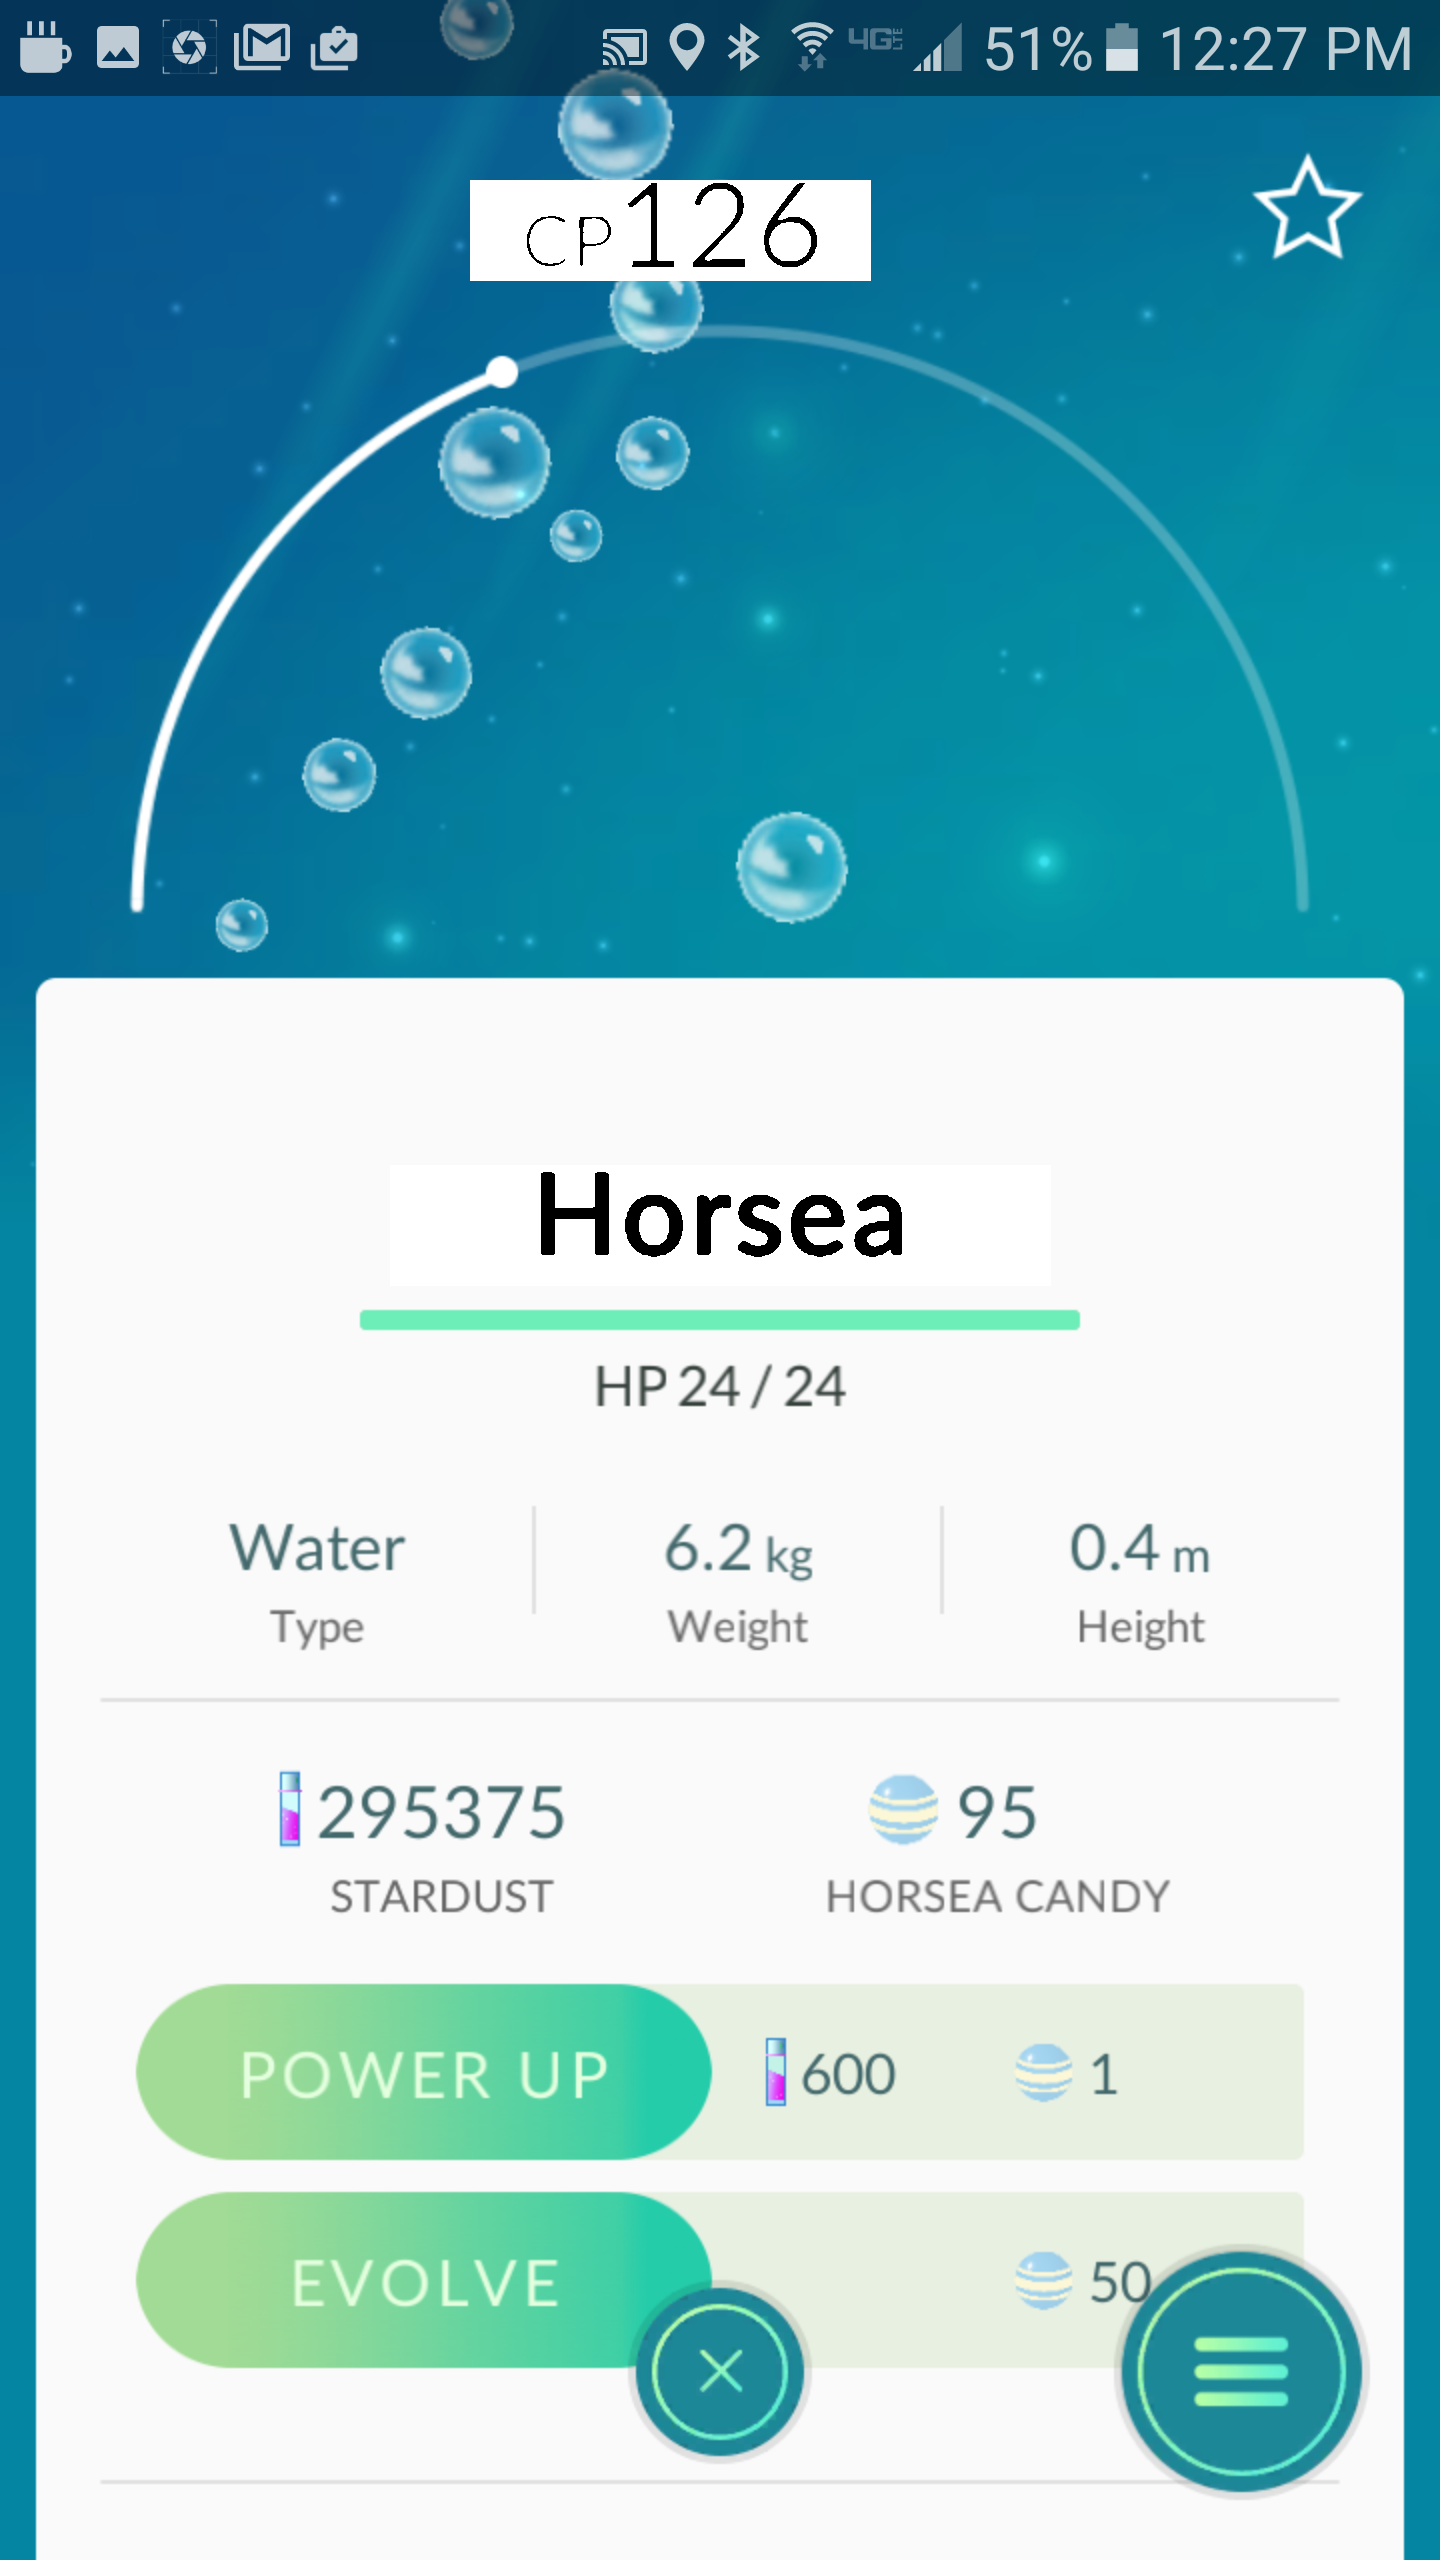 4G LTE 51% 12:27 PM
CP126
Horsea
HP 24 / 24
Water 6.2 kg 0.4 m
Type Weight Height
295375 95
STARDUST HORSEA CANDY
POWER UP 600 1
EVOLVE 50